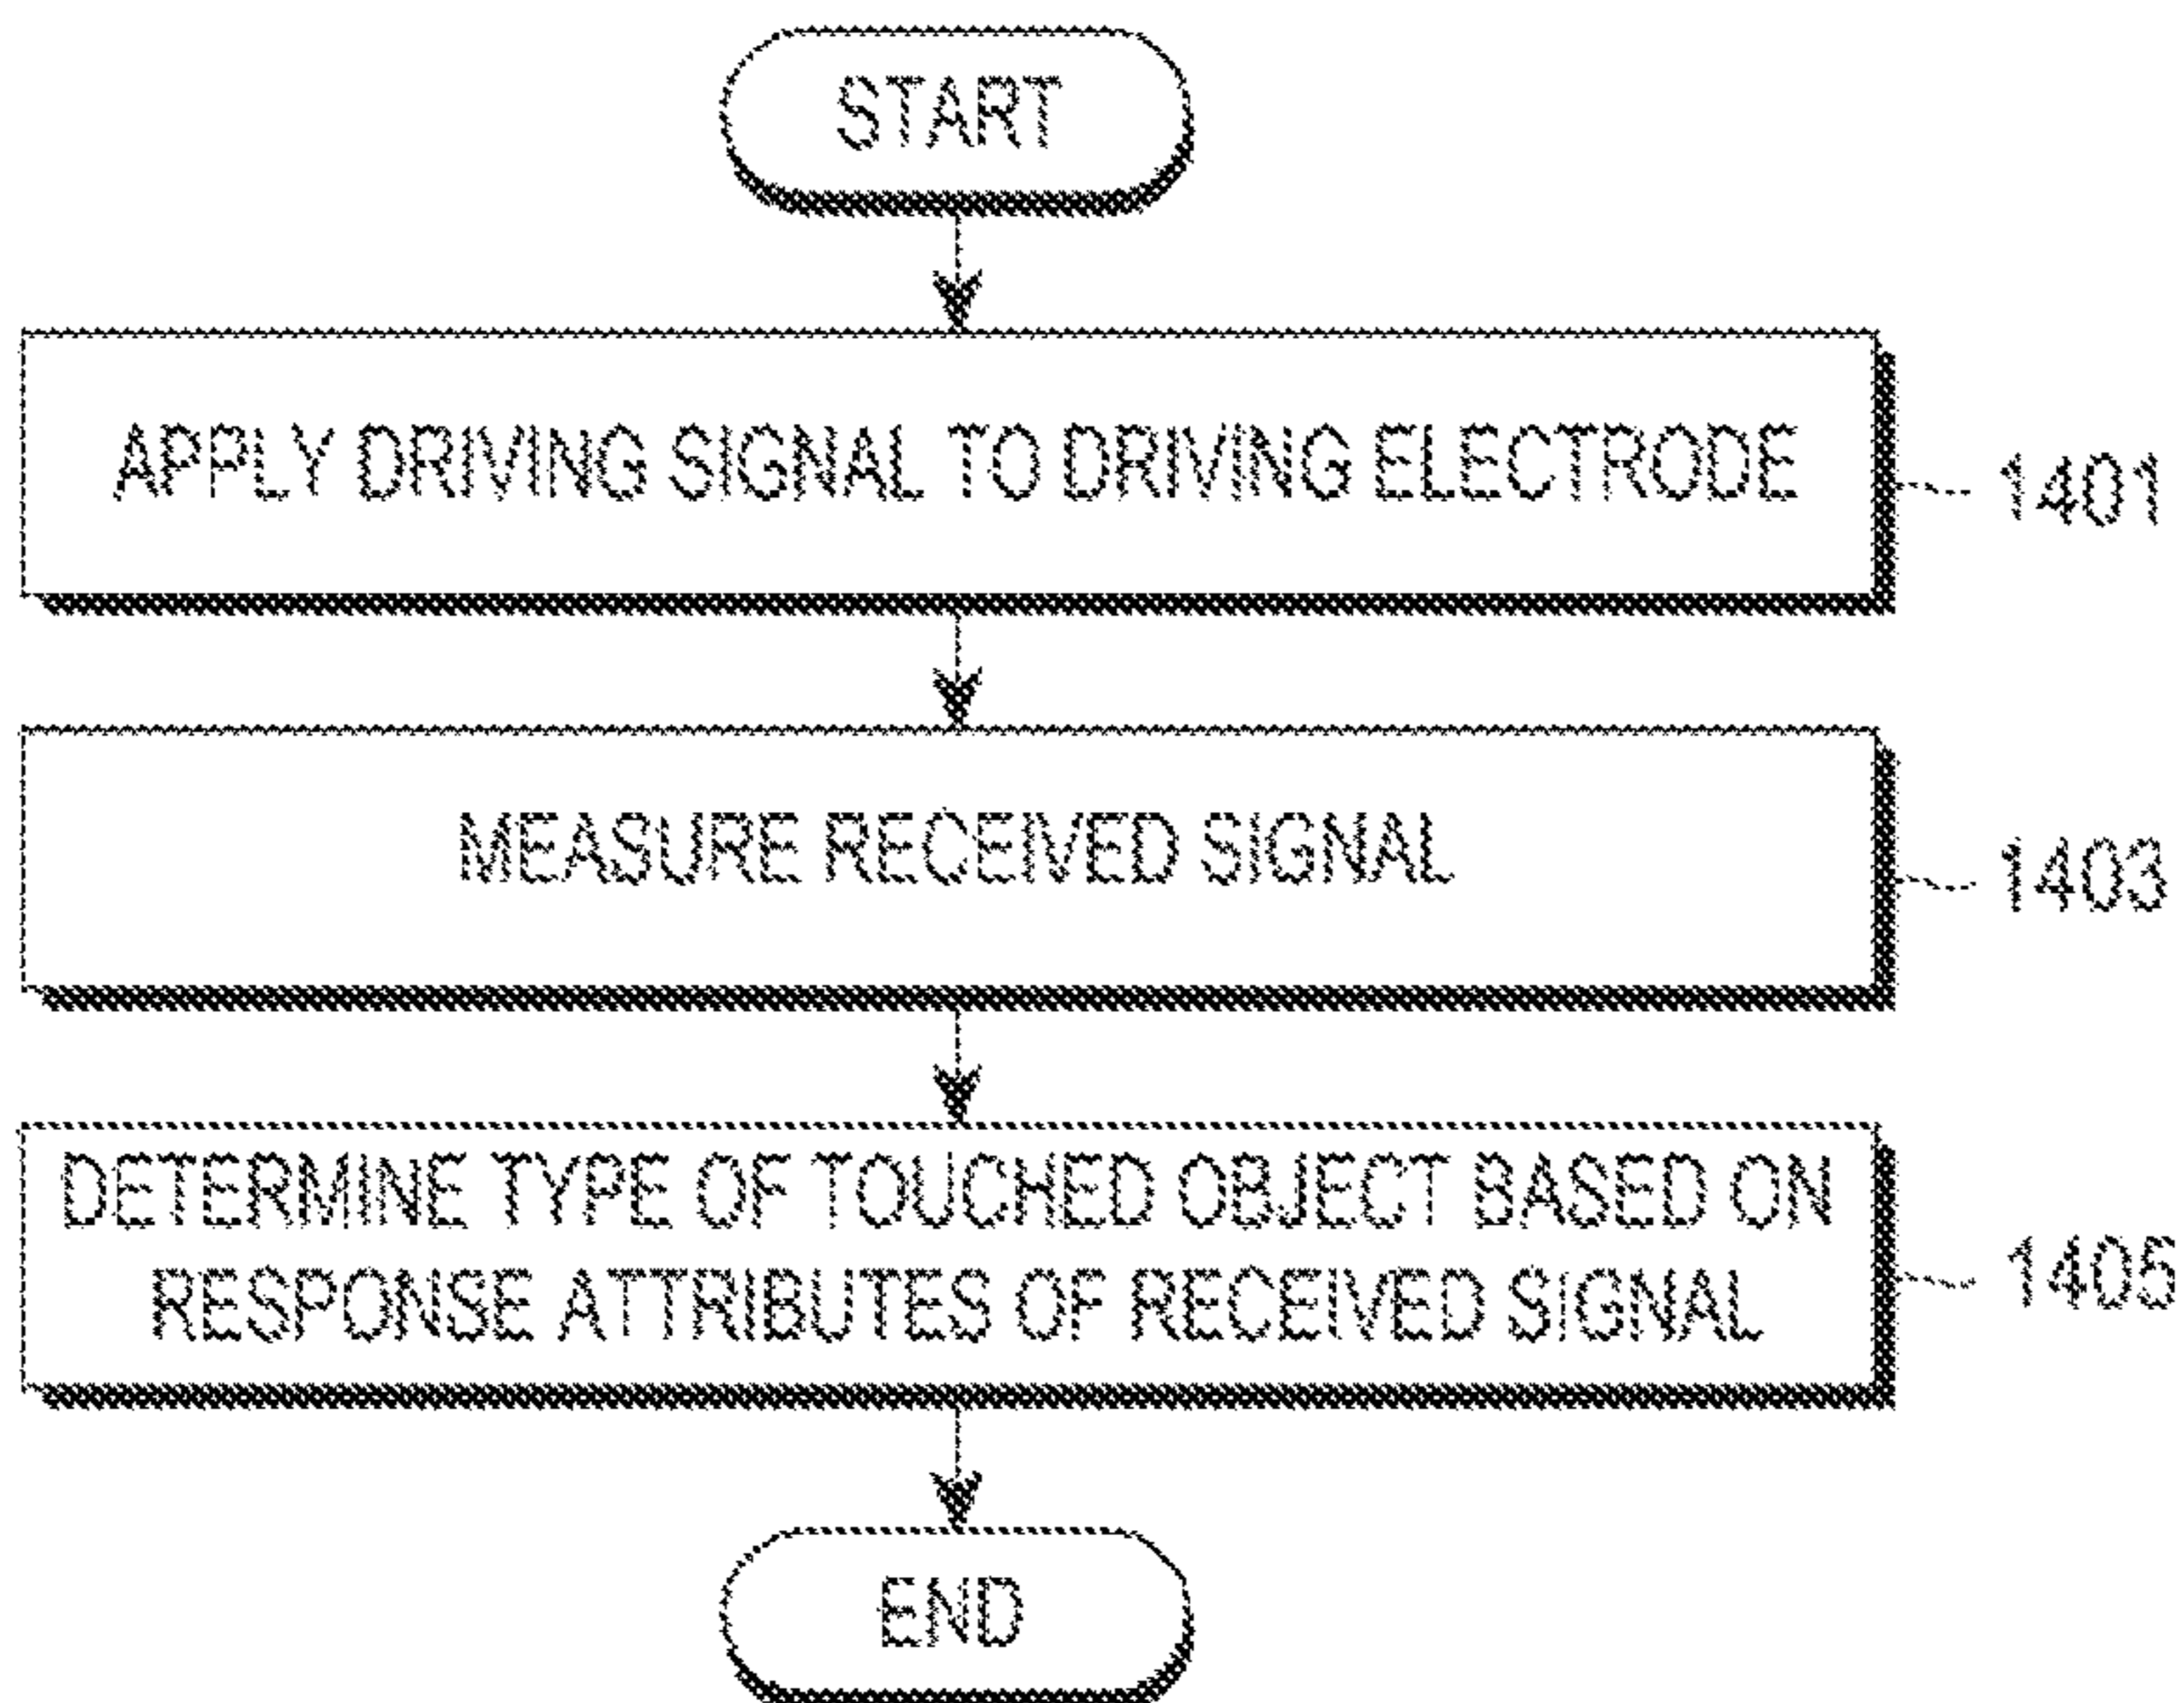 START
APPLY DRIVING SIGNAL TO DRIVING ELECTRODE
1401
MEASURE RECEIVED SIGNAL
1403
DETERMINE TYPE OF TOUCHED OBJECT BASED ON
RESPONSE ATTRIBUTES OF RECEIVED SIGNAL
1405
END